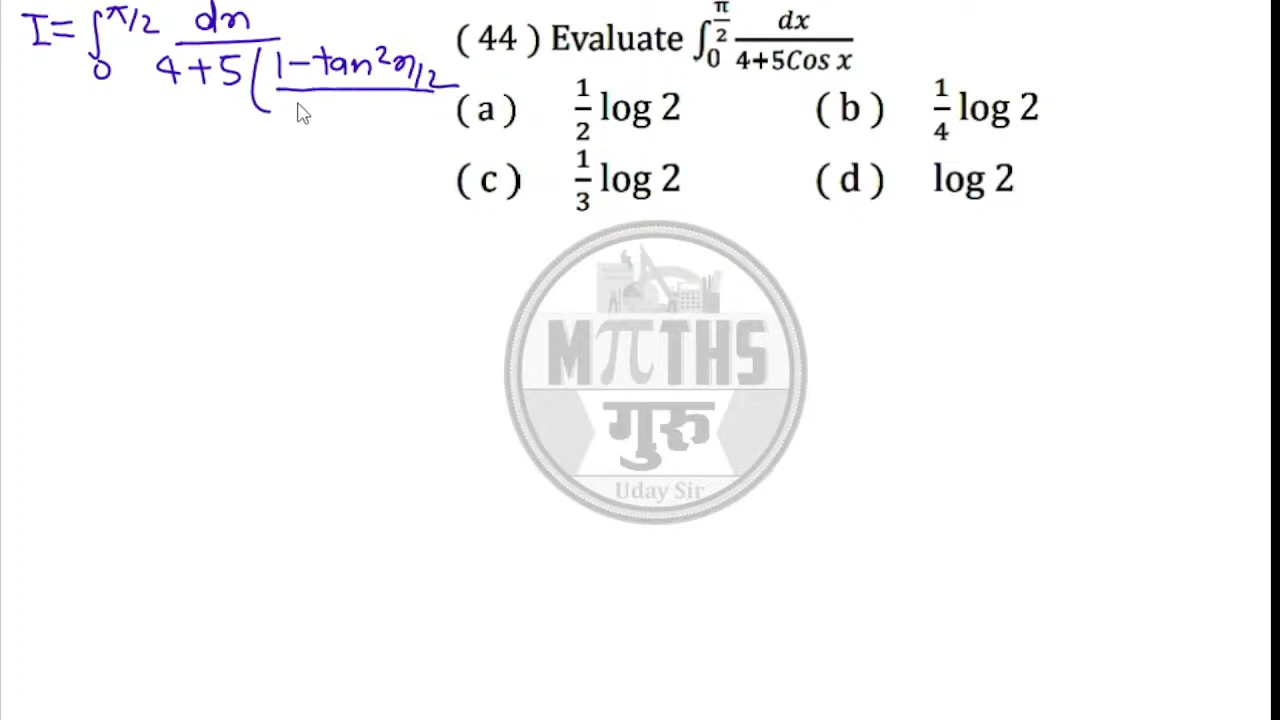 I = ∫₀^π/2 dx / 4+5(1-tan²x/2
( 44 ) Evaluate ∫₀^π/2 dx / 4+5Cos x
( a ) 1/2 log 2 ( b ) 1/4 log 2
( c ) 1/3 log 2 ( d ) log 2
MπTHS
गुरु
Uday Sir